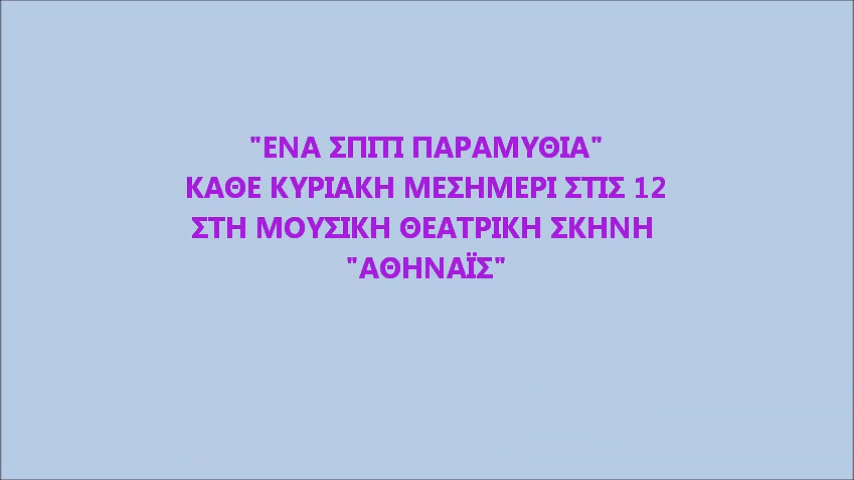 "ΕΝΑ ΣΠΙΤΙ ΠΑΡΑΜΥΘΙΑ"
ΚΑΘΕ ΚΥΡΙΑΚΗ ΜΕΣΗΜΕΡΙ ΣΤΙΣ 12
ΣΤΗ ΜΟΥΣΙΚΗ ΘΕΑΤΡΙΚΗ ΣΚΗΝΗ
"ΑΘΗΝΑΪΣ"